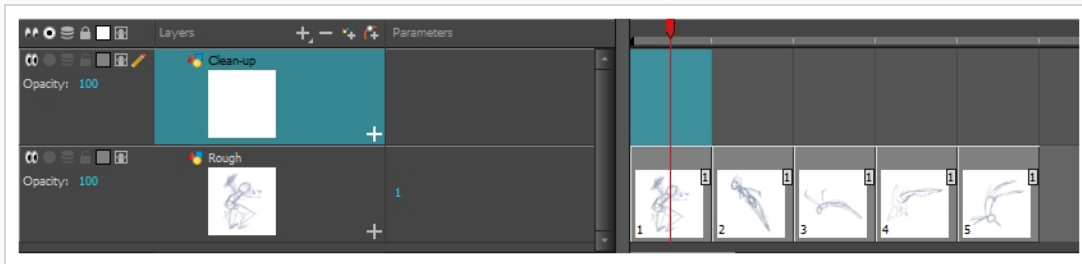 Layers Parameters
Clean-up
Opacity: 100
Rough
Opacity: 100
1
1 1 1 1 1
1 2 3 4 5